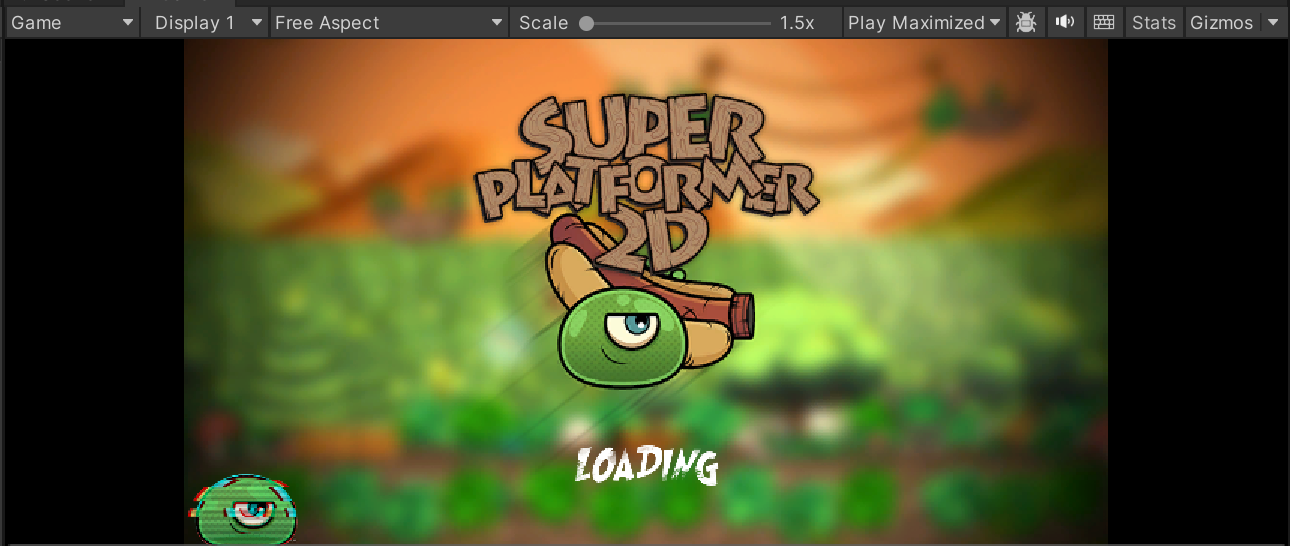 Game Display 1 Free Aspect Scale 1.5x Play Maximized Stats Gizmos
SUPER
PLATFORMER
2D
LOADING